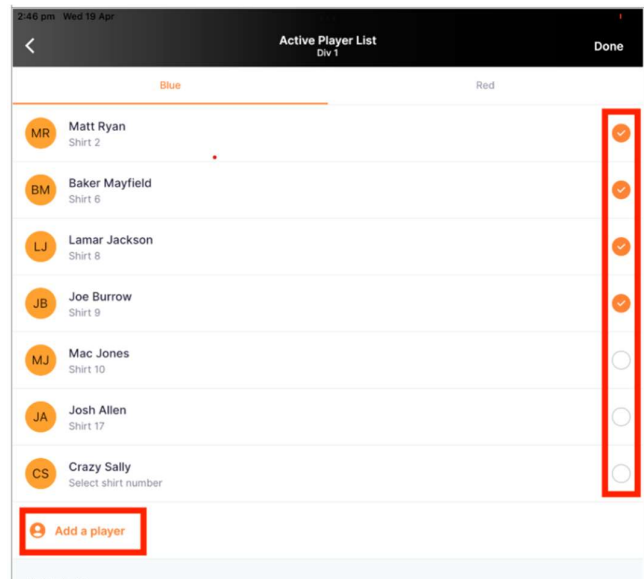 2:46 pm Wed 19 Apr
Active Player List
Div 1
Done
Blue Red
MR Matt Ryan
Shirt 2
BM Baker Mayfield
Shirt 6
LJ Lamar Jackson
Shirt 8
JB Joe Burrow
Shirt 9
MJ Mac Jones
Shirt 10
JA Josh Allen
Shirt 17
CS Crazy Sally
Select shirt number
Add a player